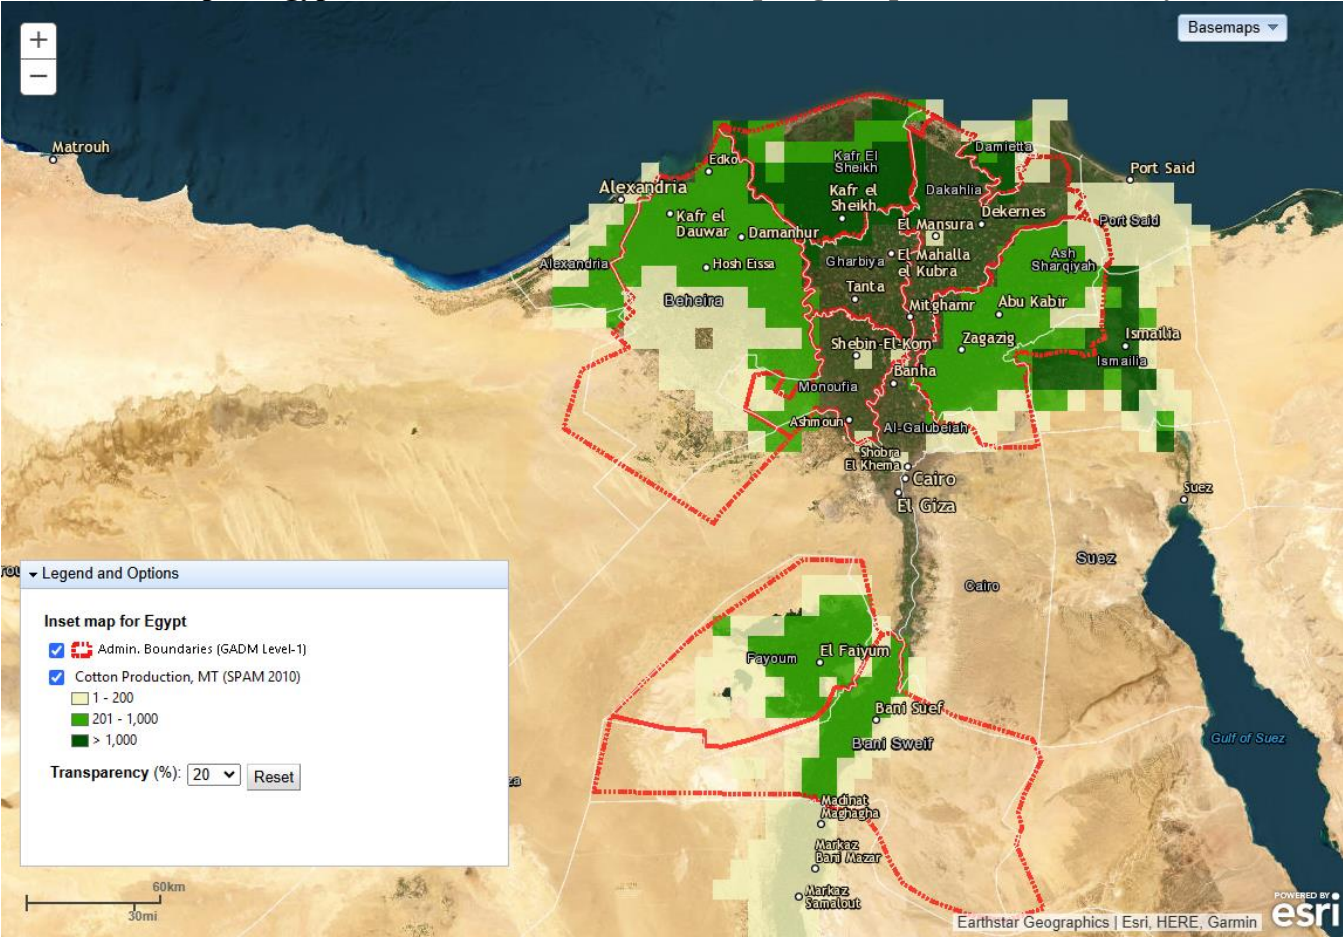 +
−
Basemaps
Matrouh
Edko
Kafr El
Sheikh
Damietta
Port Said
Alexandria
Kafr el
Sheikh
Dakahlia
Kafr el
Dauwar
Damanhur
El Mansura
Dekernes
Port Said
Alexandria
Hosh Eissa
Gharbiya
El Mahalla
el Kubra
Ash
Sharqiyah
Beheira
Tanta
Mitghamr
Abu Kabir
Shebin-El-Kom
Zagazig
Ismailia
Ismailia
Banha
Monoufia
Ashmoun
Al-Galubeiah
Shobra
El Khema
Cairo
El Giza
Suez
Suez
Cairo
Fayoum
El Faiyum
Bani Suef
Bani Sweif
Gulf of Suez
Madinat
Maghagha
Markaz
Bani Mazar
Markaz
Samalout
Legend and Options
Inset map for Egypt
Admin. Boundaries (GADM Level-1)
Cotton Production, MT (SPAM 2010)
1 - 200
201 - 1,000
> 1,000
Transparency (%): 20 Reset
60km
30mi
Earthstar Geographics | Esri, HERE, Garmin
POWERED BY
esri